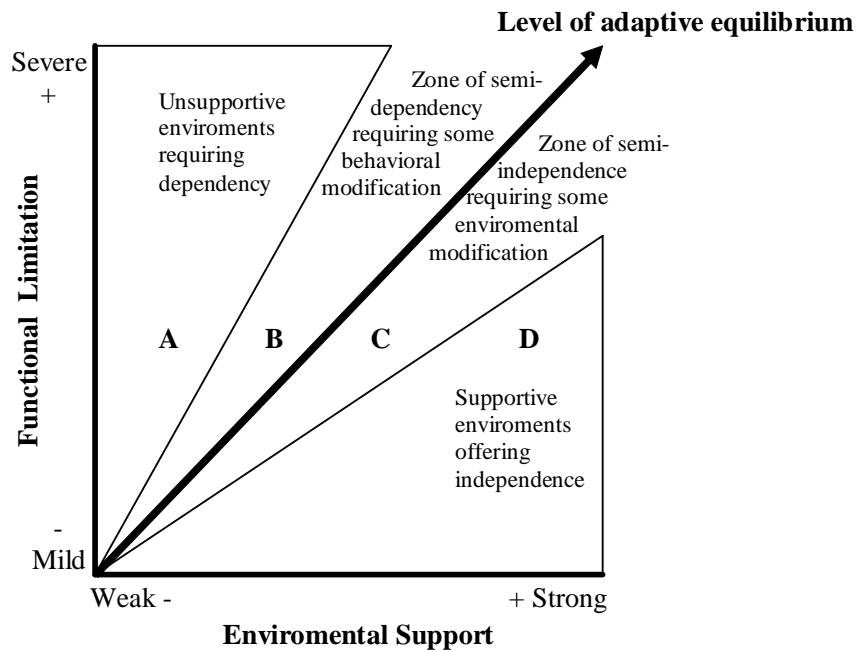 Level of adaptive equilibrium
Severe
+
Functional Limitation
-
Mild
Unsupportive
enviroments
requiring
dependency
Zone of semi-
dependency
requiring some
behavioral
modification
Zone of semi-
independence
requiring some
enviromental
modification
A
B
C
D
Supportive
enviroments
offering
independence
Weak -
+ Strong
Enviromental Support